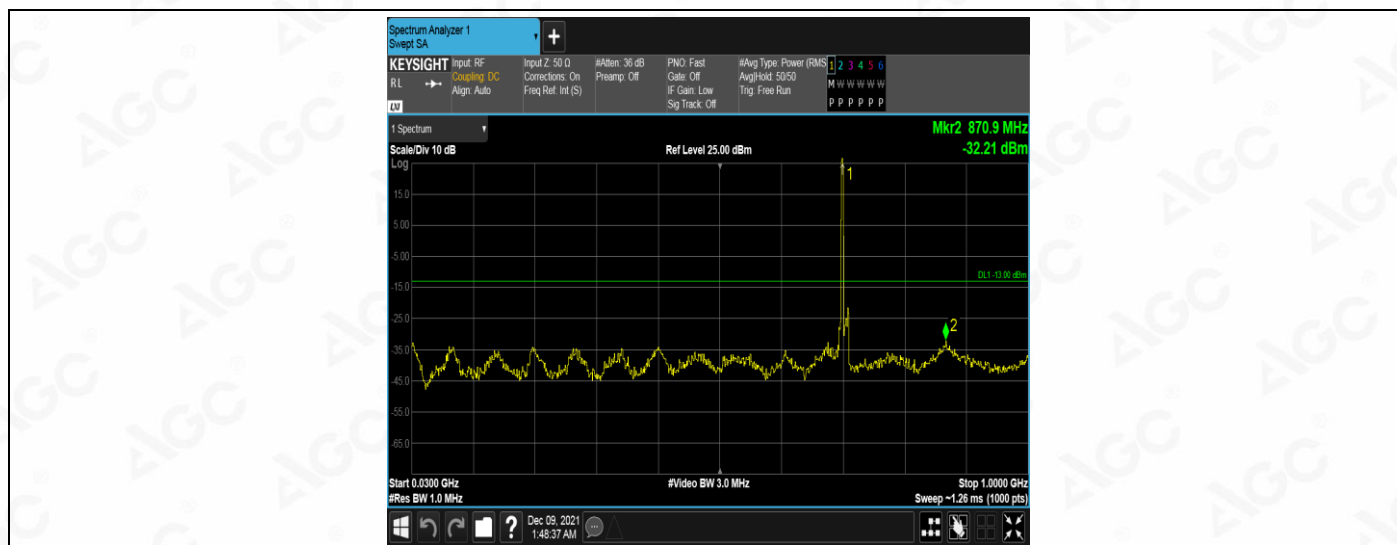 Spectrum Analyzer 1
Swept SA
KEYSIGHT Input: RF Input Z: 50 Ω #Atten: 36 dB PNO: Fast #Avg Type: Power (RMS 1 2 3 4 5 6
RL Coupling: DC Corrections: On Preamp: Off Gate: Off Avg|Hold: 50/50 M W W W W W
Align: Auto Freq Ref: Int (S) IF Gain: Low Trig: Free Run
LXI Sig Track: Off P P P P P P
1 Spectrum Mkr2 870.9 MHz
Scale/Div 10 dB Ref Level 25.00 dBm -32.21 dBm
Log
1
15.0
5.00
-5.00
DL1 -13.00 dBm
-15.0
-25.0
2
-35.0
-45.0
-55.0
-65.0
Start 0.0300 GHz #Video BW 3.0 MHz Stop 1.0000 GHz
#Res BW 1.0 MHz Sweep ~1.26 ms (1000 pts)
? Dec 09, 2021
1:48:37 AM
AGC